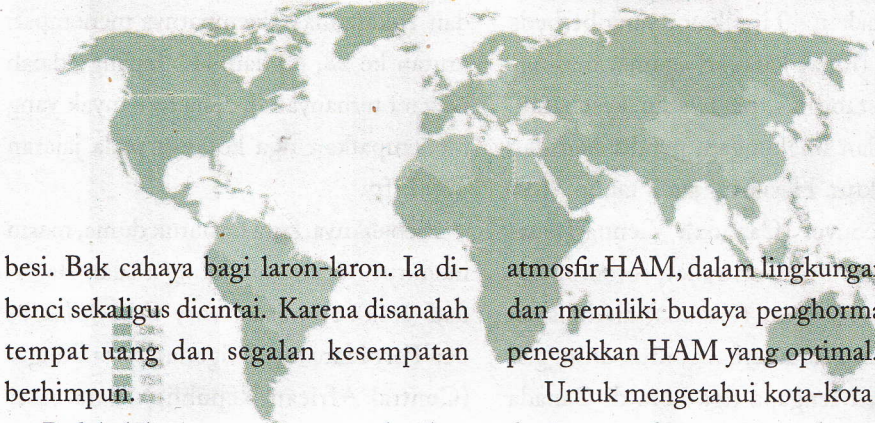 besi. Bak cahaya bagi laron-laron. Ia di-
benci sekaligus dicintai. Karena disanalah
tempat uang dan segalan kesempatan
berhimpun.
atmosfir HAM, dalam lingkungan
dan memiliki budaya
penegakkan HAM yang optimal.
Untuk mengetahui kota-kota